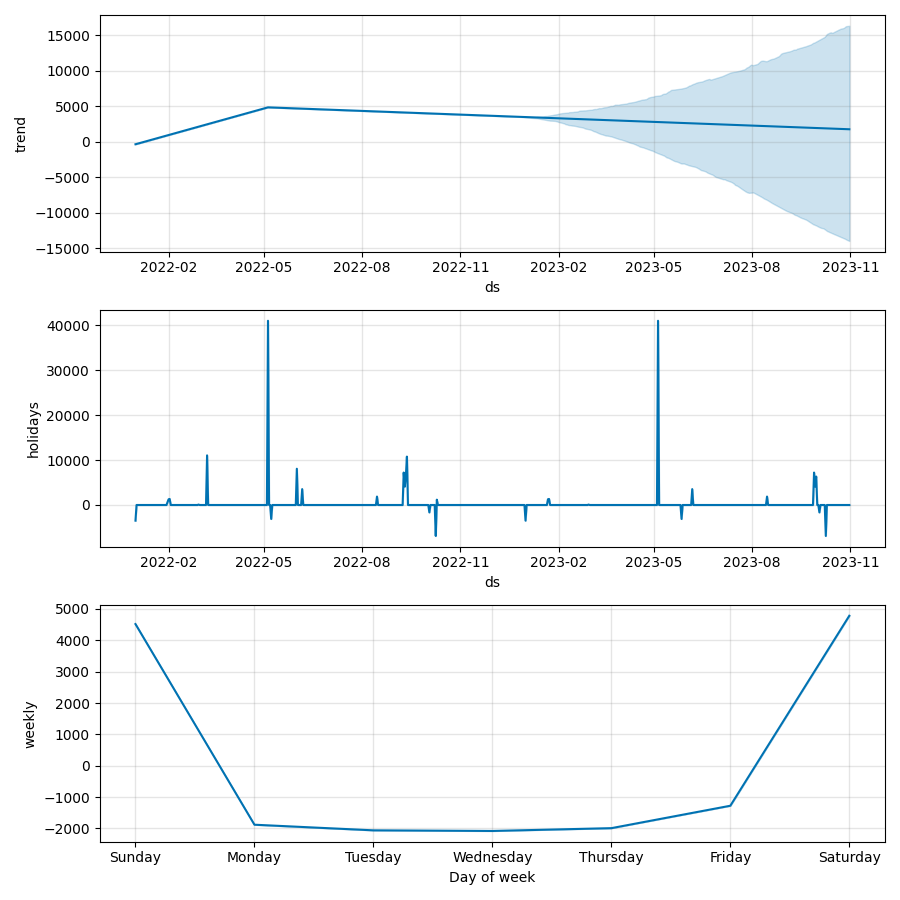 trend
15000
10000
5000
0
−5000
−10000
−15000
2022-02 2022-05 2022-08 2022-11 2023-02 2023-05 2023-08 2023-11
ds
holidays
40000
30000
20000
10000
0
2022-02 2022-05 2022-08 2022-11 2023-02 2023-05 2023-08 2023-11
ds
weekly
5000
4000
3000
2000
1000
0
−1000
−2000
Sunday Monday Tuesday Wednesday Thursday Friday Saturday
Day of week